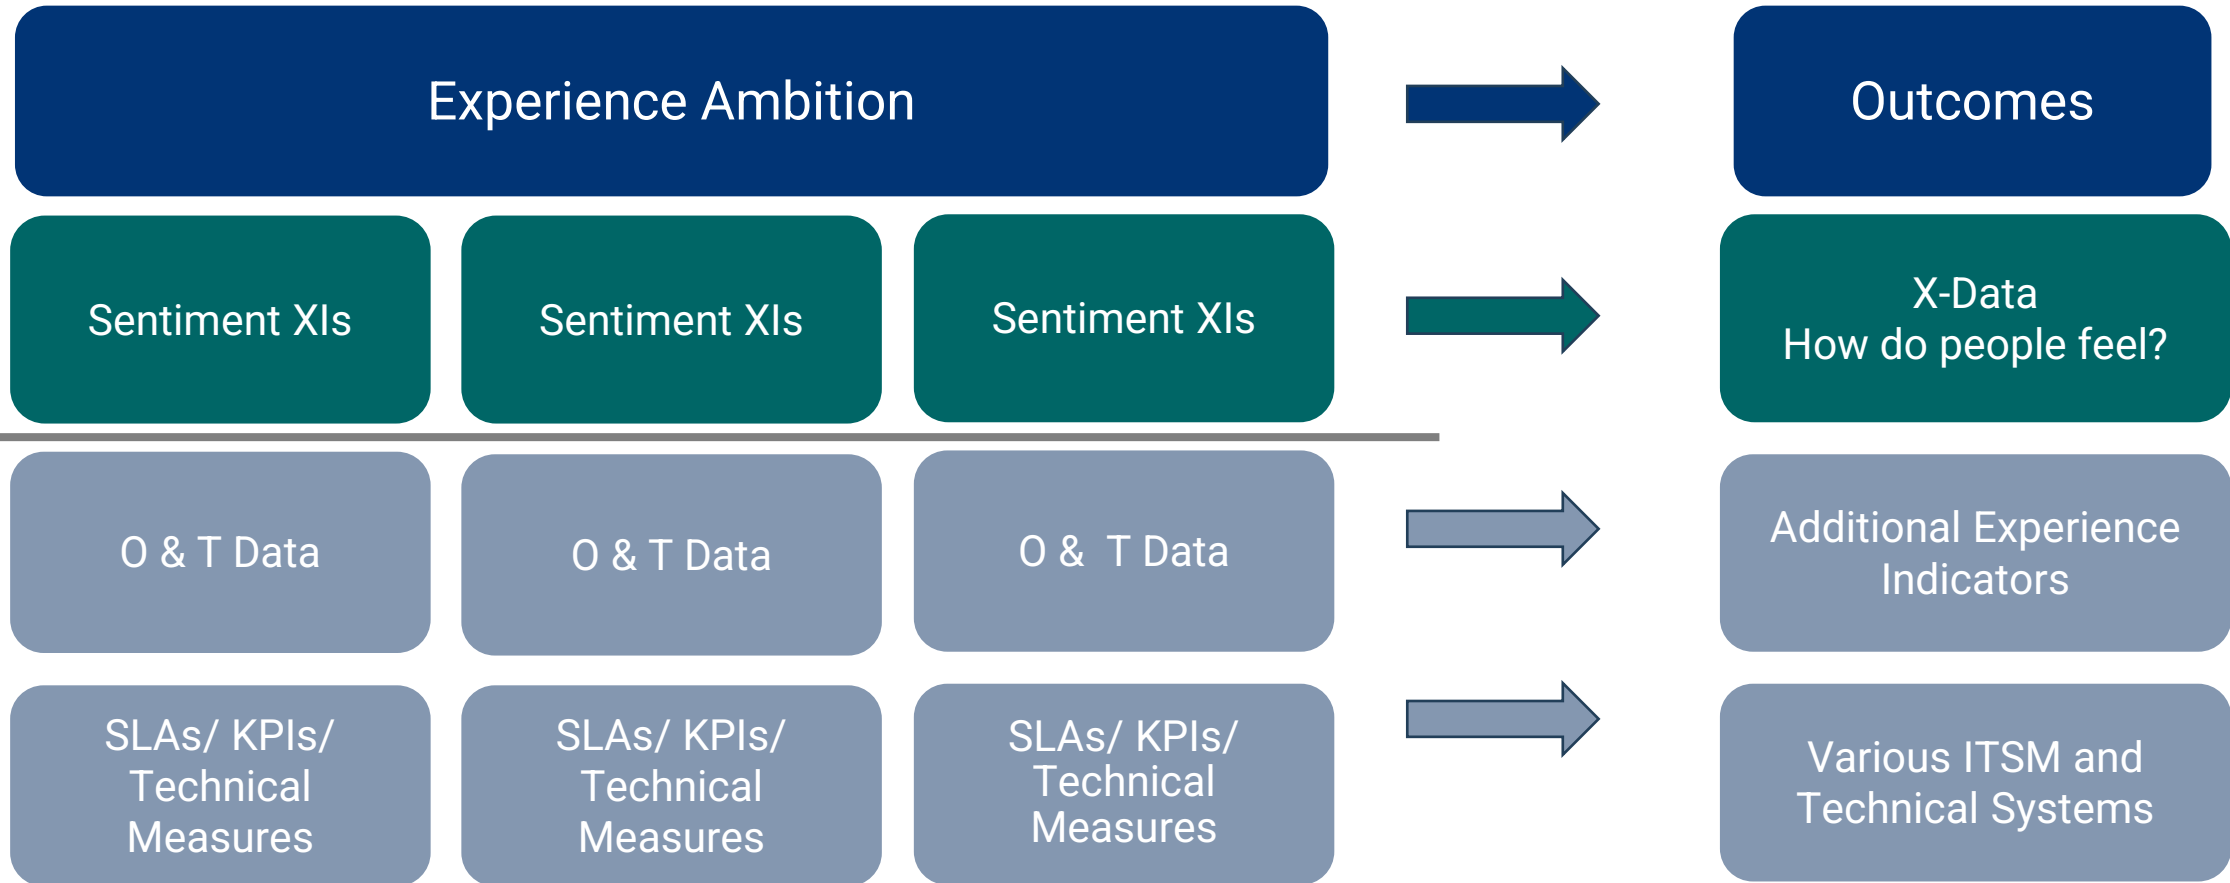 Experience Ambition
Outcomes
Sentiment XIs
Sentiment XIs
Sentiment XIs
X-Data
How do people feel?
O & T Data
O & T Data
O &  T Data
Additional Experience
Indicators
SLAs/ KPIs/
Technical
Measures
SLAs/ KPIs/
Technical
Measures
SLAs/ KPIs/
Technical
Measures
Various ITSM and
Technical Systems